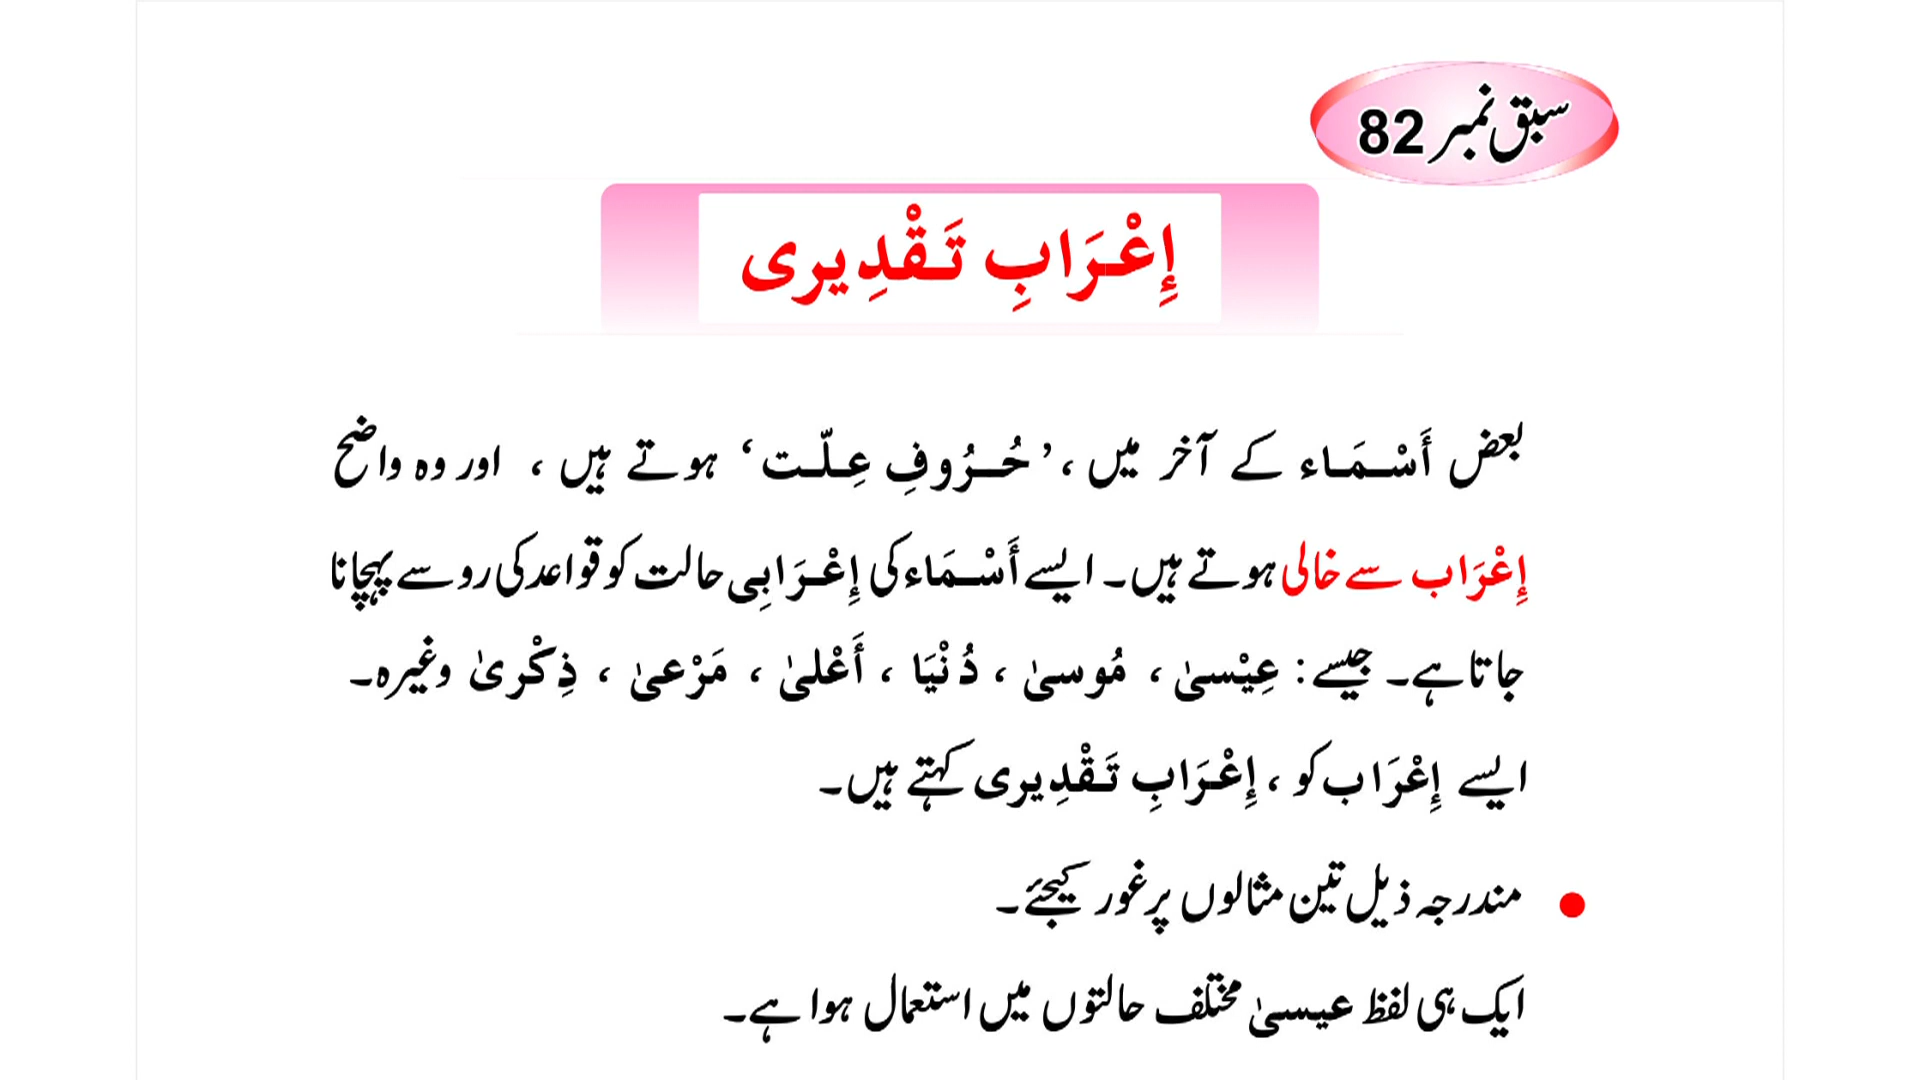 سبق نمبر 82
إِعْرَابِ تَقْدِیری
بعض أَسْمَاء کے آخر میں ، ’حُرُوفِ عِلّت‘ ہوتے ہیں ، اور وہ واضح
إِعْرَاب سے خالی ہوتے ہیں۔ ایسے أَسْمَاء کی إِعْرَابِی حالت کو قواعد کی رو سے پہچانا
جاتا ہے۔ جیسے : عِیْسیٰ ، مُوسیٰ ، دُنْیَا ، أَعْلیٰ ، مَرْعیٰ ، ذِکْریٰ وغیرہ۔
ایسے إِعْرَاب کو ، إِعْرَابِ تَقْدِیری کہتے ہیں۔
• مندرجہ ذیل تین مثالوں پر غور کیجئے۔
ایک ہی لفظ عیسیٰ مختلف حالتوں میں استعمال ہوا ہے۔